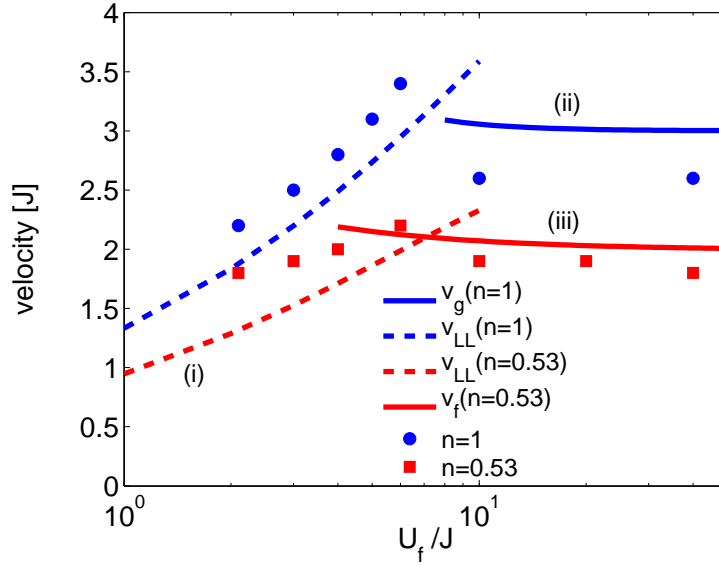 4
3.5
3
2.5
2
1.5
1
0.5
0
velocity [J]
(i)
(ii)
(iii)
v_g(n=1)
v_LL(n=1)
v_LL(n=0.53)
v_f(n=0.53)
n=1
n=0.53
10^0
10^1
U_f /J